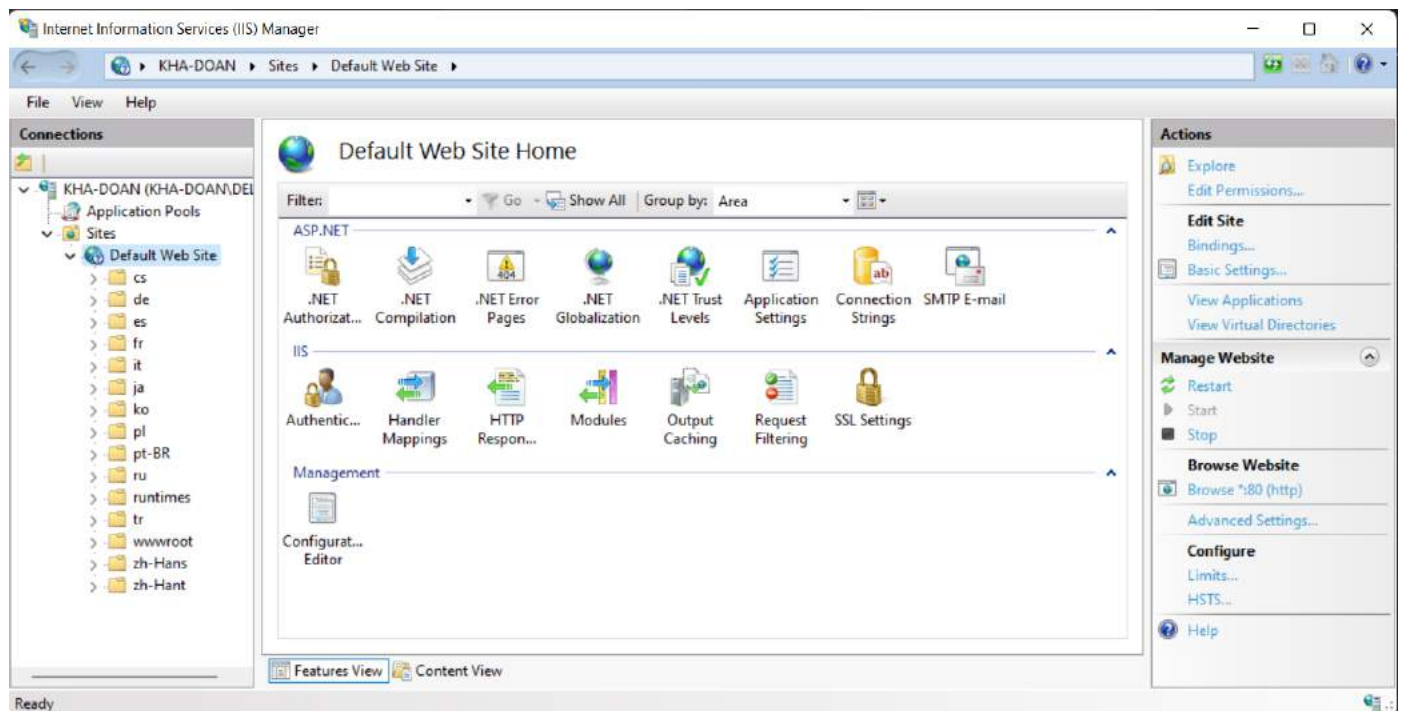 Internet Information Services (IIS) Manager
KHA-DOAN Sites Default Web Site
File View Help
Connections
KHA-DOAN (KHA-DOAN\DEL
Application Pools
Sites
Default Web Site
cs
de
es
fr
it
ja
ko
pl
pt-BR
ru
runtimes
tr
wwwroot
zh-Hans
zh-Hant
Default Web Site Home
Filter: Go Show All Group by: Area
ASP.NET
.NET Authorizat...
.NET Compilation
.NET Error Pages
404
.NET Globalization
.NET Trust Levels
Application Settings
ab
Connection Strings
SMTP E-mail
IIS
Authentic...
Handler Mappings
HTTP Respon...
Modules
Output Caching
Request Filtering
SSL Settings
Management
Configurat... Editor
Features View Content View
Actions
Explore
Edit Permissions...
Edit Site
Bindings...
Basic Settings...
View Applications
View Virtual Directories
Manage Website
Restart
Start
Stop
Browse Website
Browse *:80 (http)
Advanced Settings...
Configure
Limits...
HSTS...
Help
Ready